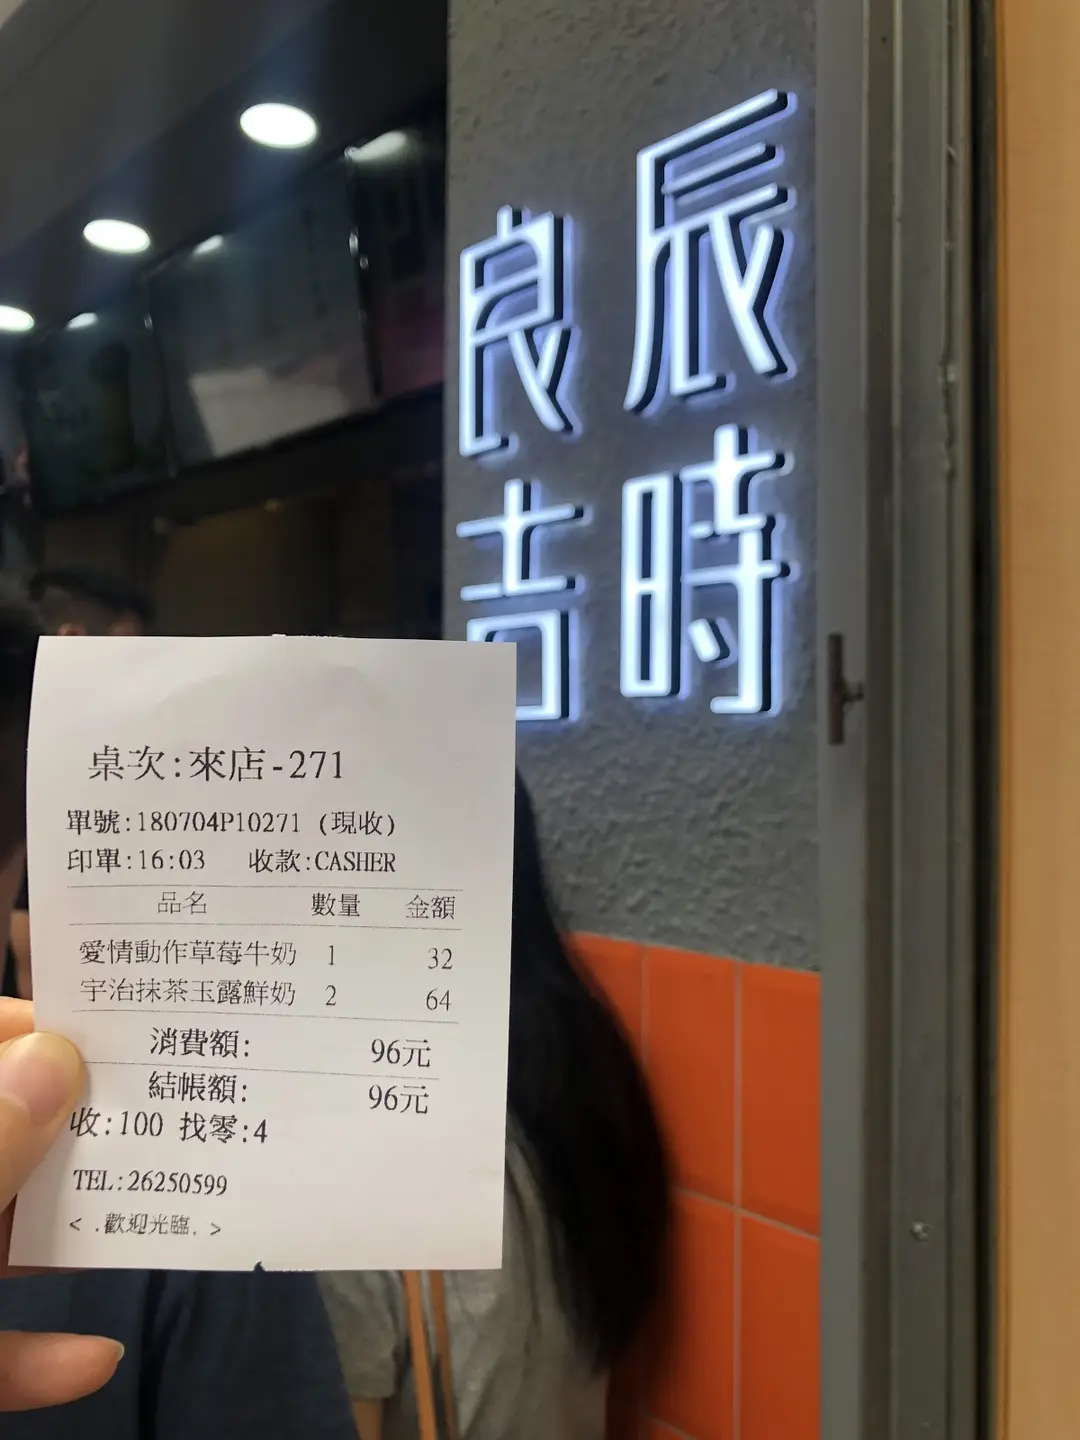 良辰
吉時
桌次:來店-271
單號:180704P10271 (現收)
印單:16:03 收款:CASHER
品名 數量 金額
愛情動作草莓牛奶 1 32
宇治抹茶玉露鮮奶 2 64
消費額: 96元
結帳額: 96元
收:100 找零:4
TEL:26250599
< .歡迎光臨. >